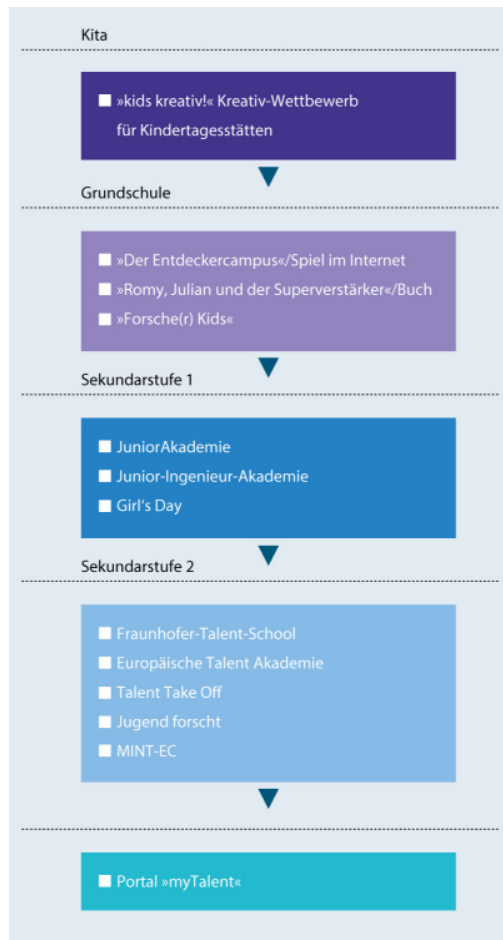 Kita
»kids kreativ!« Kreativ-Wettbewerb
für Kindertagesstätten
Grundschule
»Der Entdeckercampus«/Spiel im Internet
»Romy, Julian und der Superverstärker«/Buch
»Forsche(r) Kids«
Sekundarstufe 1
JuniorAkademie
Junior-Ingenieur-Akademie
Girl's Day
Sekundarstufe 2
Fraunhofer-Talent-School
Europäische Talent Akademie
Talent Take Off
Jugend forscht
MINT-EC
Portal »myTalent«